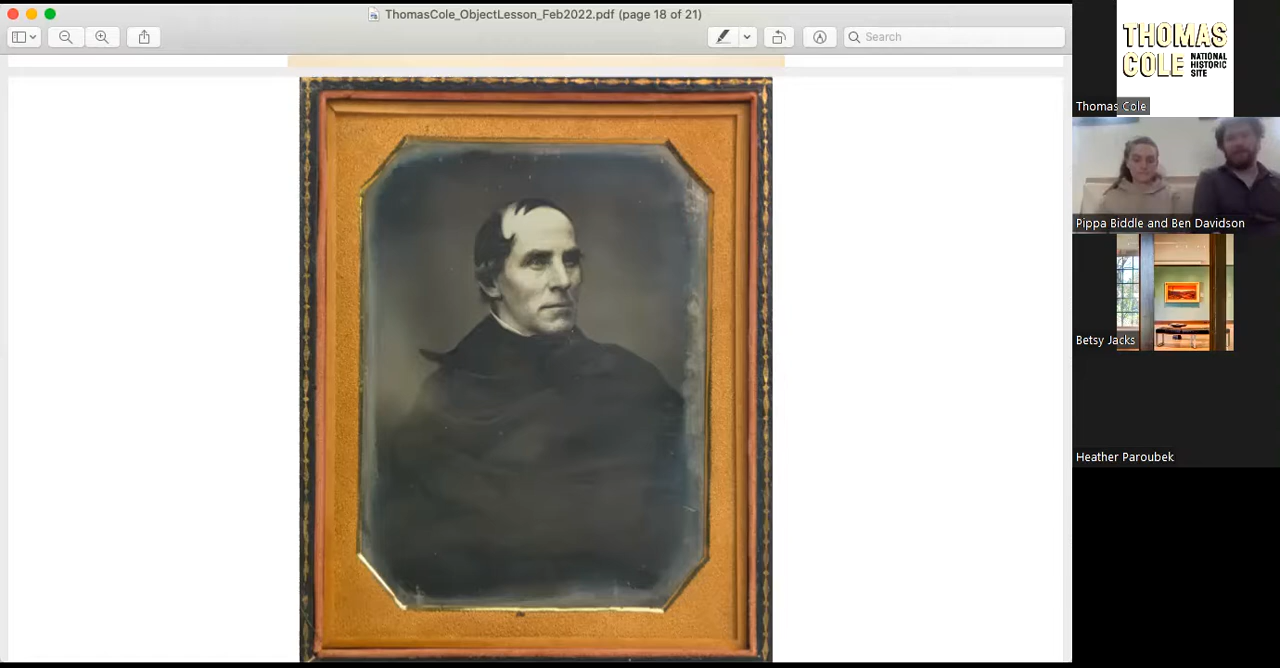 ThomasCole_ObjectLesson_Feb2022.pdf (page 18 of 21)
Search
THOMAS
COLE NATIONAL
HISTORIC
SITE
Thomas Cole
Pippa Biddle and Ben Davidson
Betsy Jacks
Heather Paroubek